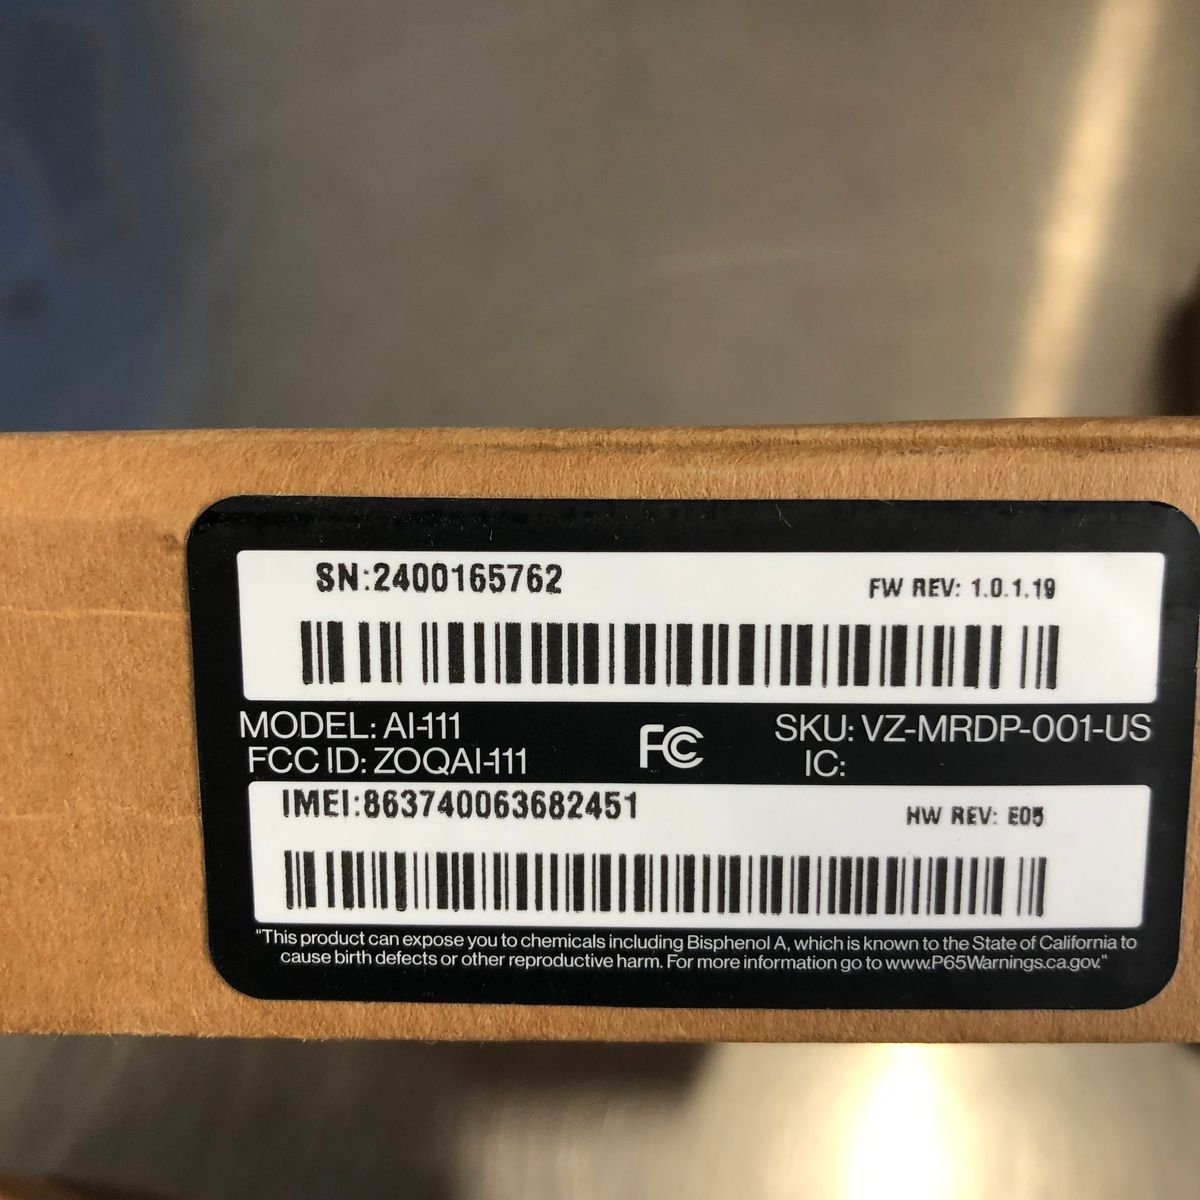 SN:2400165762
FW REV: 1.0.1.19
MODEL: AI-111
FCC ID: ZOQAI-111
FC
SKU: VZ-MRDP-001-US
IC:
IMEI:863740063682451
HW REV: E05
"This product can expose you to chemicals including Bisphenol A, which is known to the State of California to
cause birth defects or other reproductive harm. For more information go to www.P65Warnings.ca.gov."